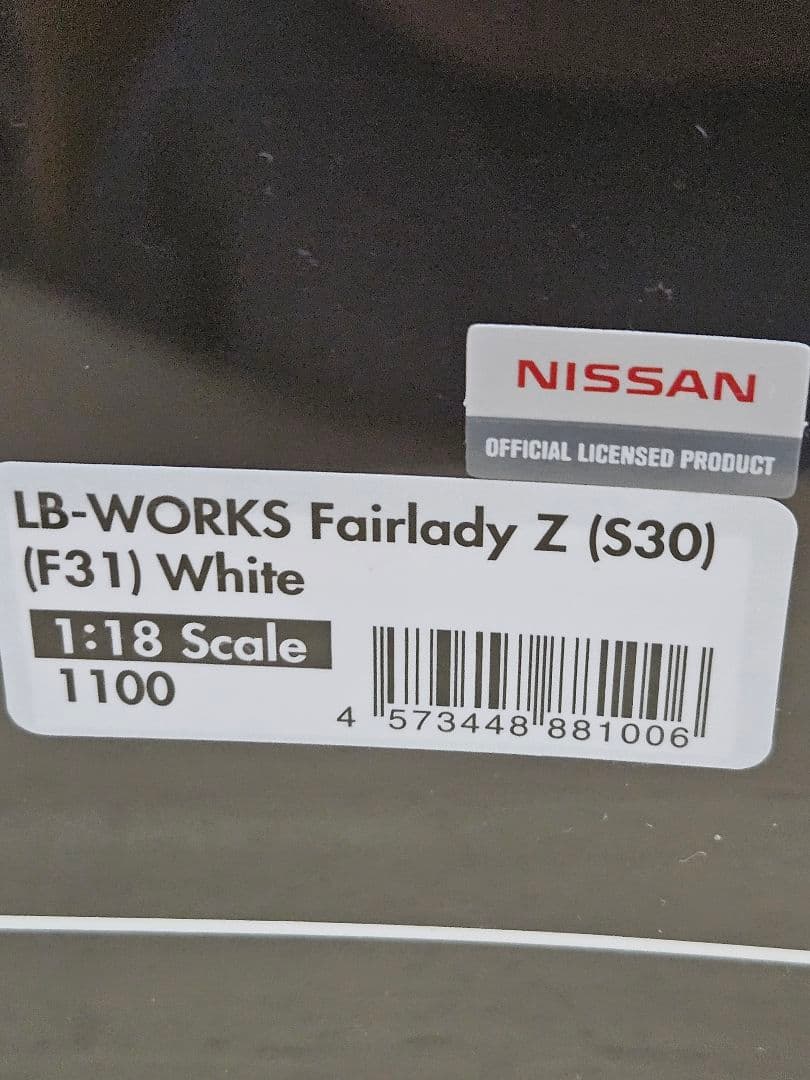 NISSAN
OFFICIAL LICENSED PRODUCT
LB-WORKS Fairlady Z (S30)
(F31) White
1:18 Scale
1100
4 573448 881006